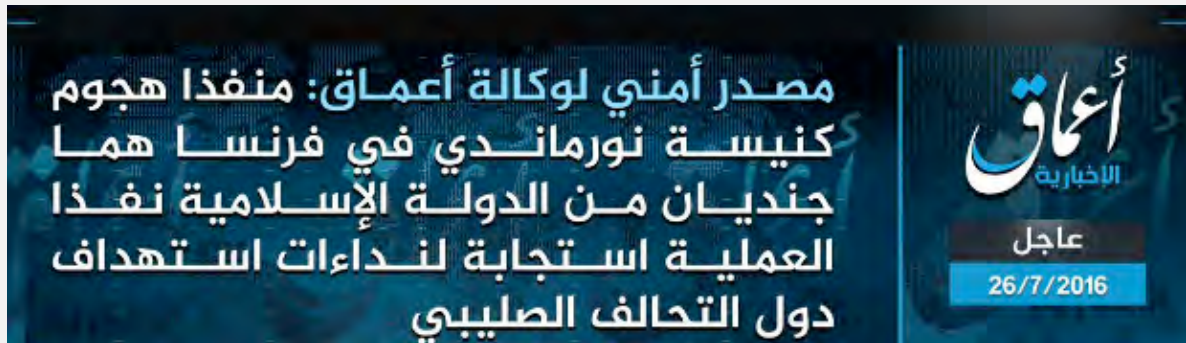 مصدر أمني لوكالة أعماق: منفذا هجوم
كنيسة نورماندي في فرنسا هما
جنديان من الدولة الإسلامية نفذا
العملية استجابة لنداءات استهداف
دول التحالف الصليبي
أعماق
الإخبارية
عاجل
26/7/2016